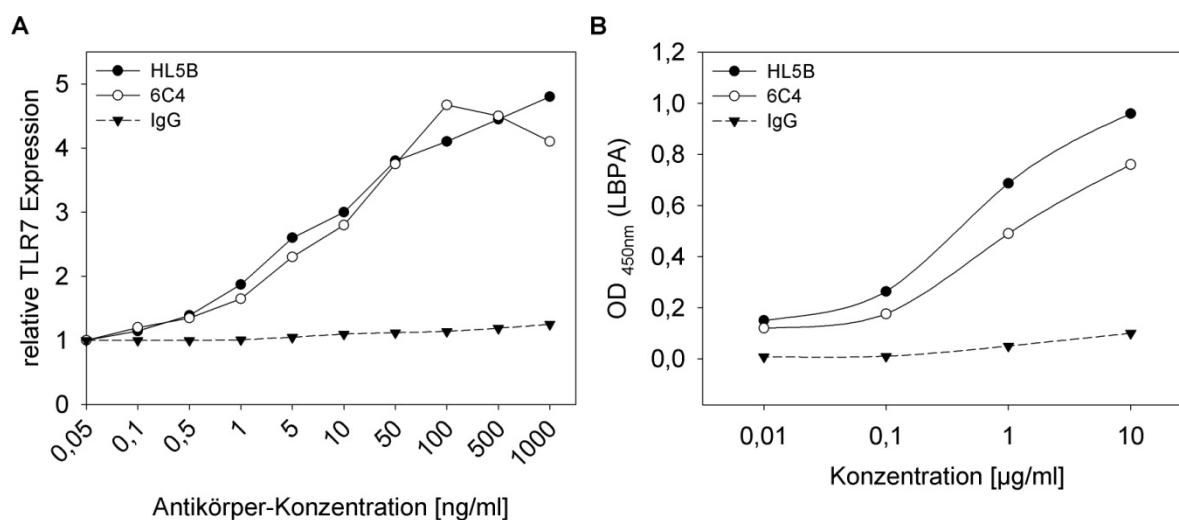 A
HL5B
6C4
IgG
relative TLR7 Expression
5
4
3
2
1
0
0,05
0,1
0,5
1
5
10
50
100
500
1000
Antikörper-Konzentration [ng/ml]
B
HL5B
6C4
IgG
OD 450nm (LBPA)
1,2
1,0
0,8
0,6
0,4
0,2
0,0
0,01
0,1
1
10
Konzentration [µg/ml]